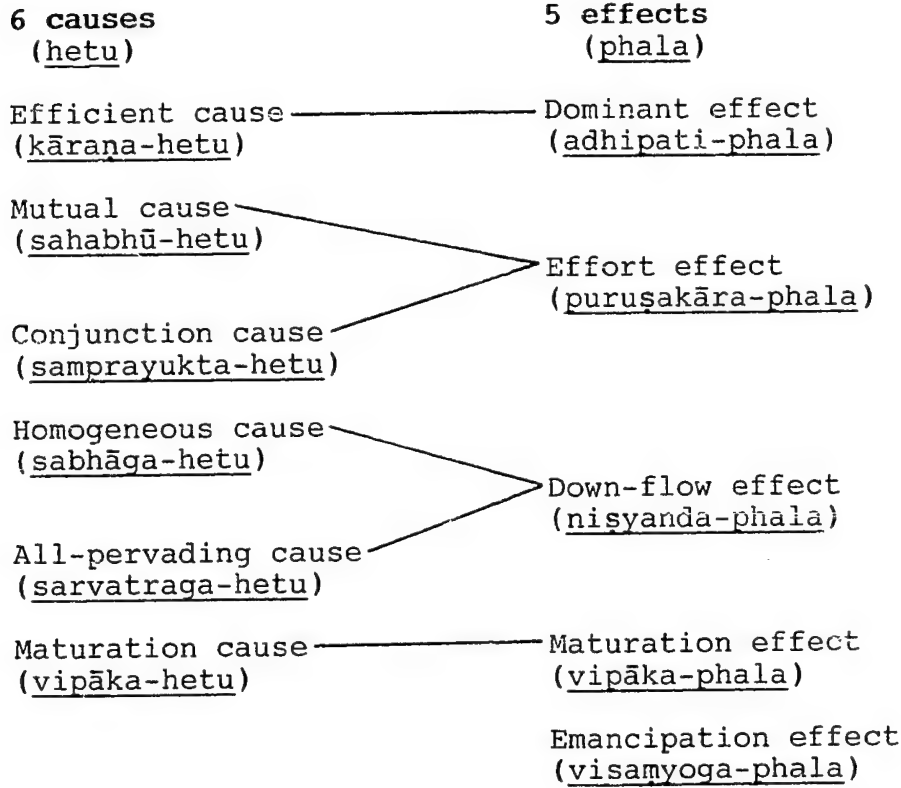 6 causes
(hetu)
5 effects
(phala)
Efficient cause
(kāraṇa-hetu)
Dominant effect
(adhipati-phala)
Mutual cause
(sahabhū-hetu)
Effort effect
(puruṣakāra-phala)
Conjunction cause
(samprayukta-hetu)
Homogeneous cause
(sabhāga-hetu)
Down-flow effect
(niṣyanda-phala)
All-pervading cause
(sarvatraga-hetu)
Maturation cause
(vipāka-hetu)
Maturation effect
(vipāka-phala)
Emancipation effect
(visaṃyoga-phala)